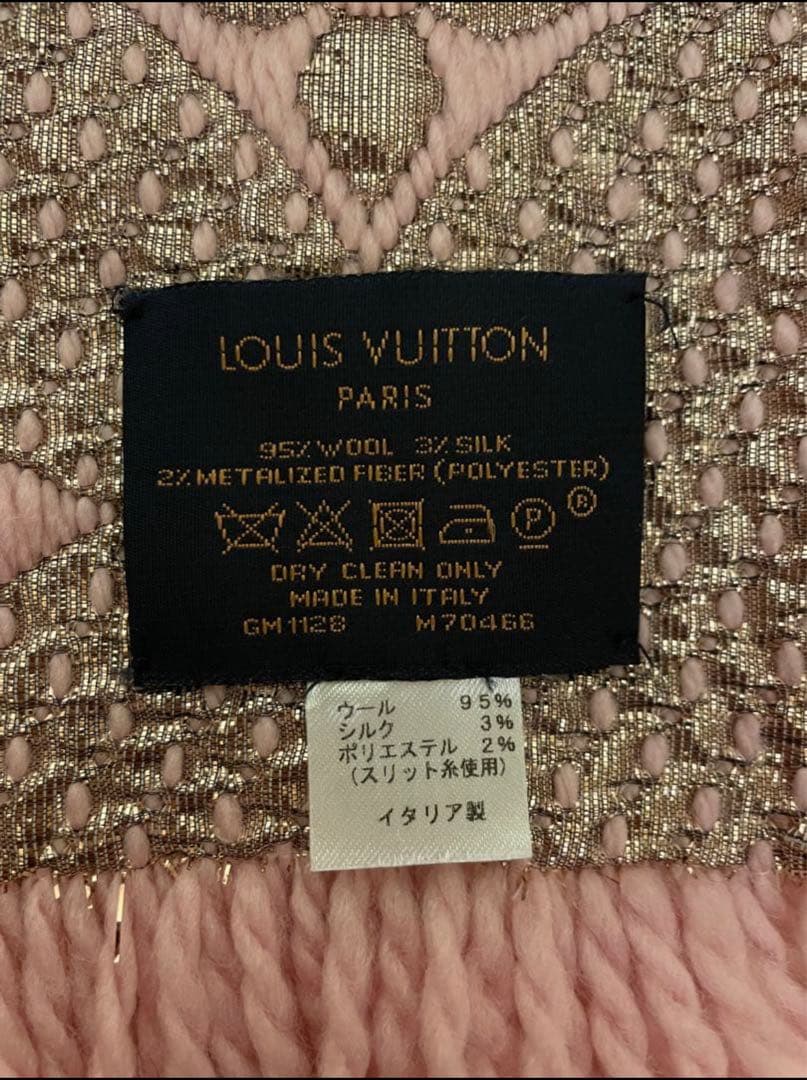 LOUIS VUITTON
PARIS
95% WOOL 3% SILK
2% METALIZED FIBER (POLYESTER)
P ®
DRY CLEAN ONLY
MADE IN ITALY
GM1128 M70466
ウール 95%
シルク 3%
ポリエステル 2%
(スリット糸使用)
イタリア製